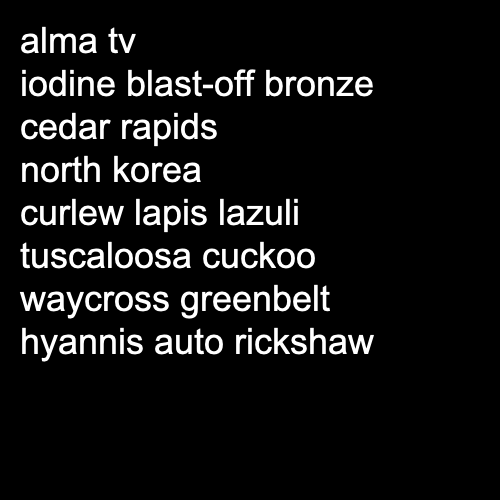 alma tv
iodine blast-off bronze
cedar rapids
north korea
curlew lapis lazuli
tuscaloosa cuckoo
waycross greenbelt
hyannis auto rickshaw